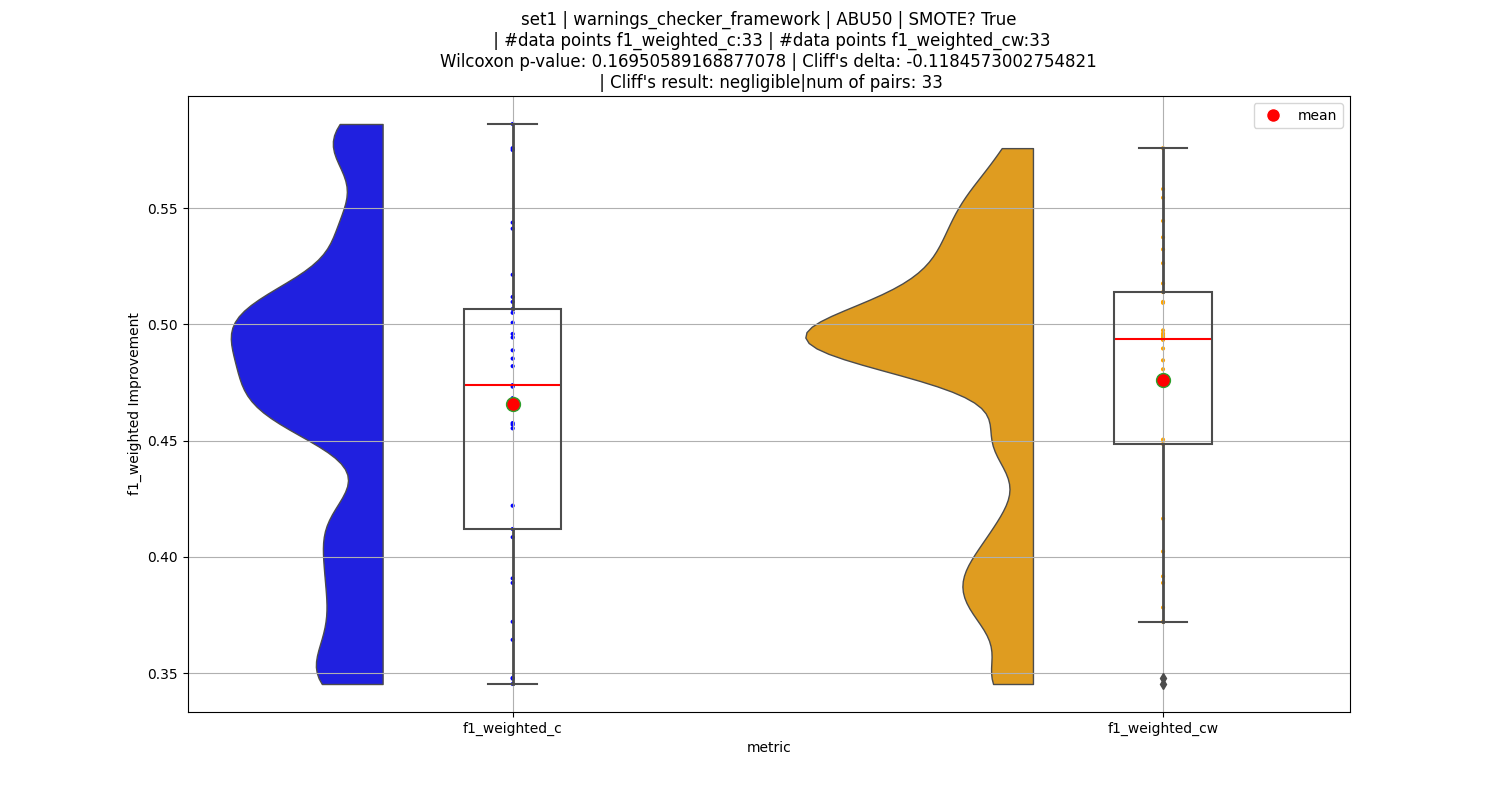 set1 | warnings_checker_framework | ABU50 | SMOTE? True
| #data points f1_weighted_c:33 | #data points f1_weighted_cw:33
Wilcoxon p-value: 0.16950589168877078 | Cliff's delta: -0.1184573002754821
| Cliff's result: negligible|num of pairs: 33
mean
f1_weighted Improvement
0.55
0.50
0.45
0.40
0.35
f1_weighted_c
f1_weighted_cw
metric